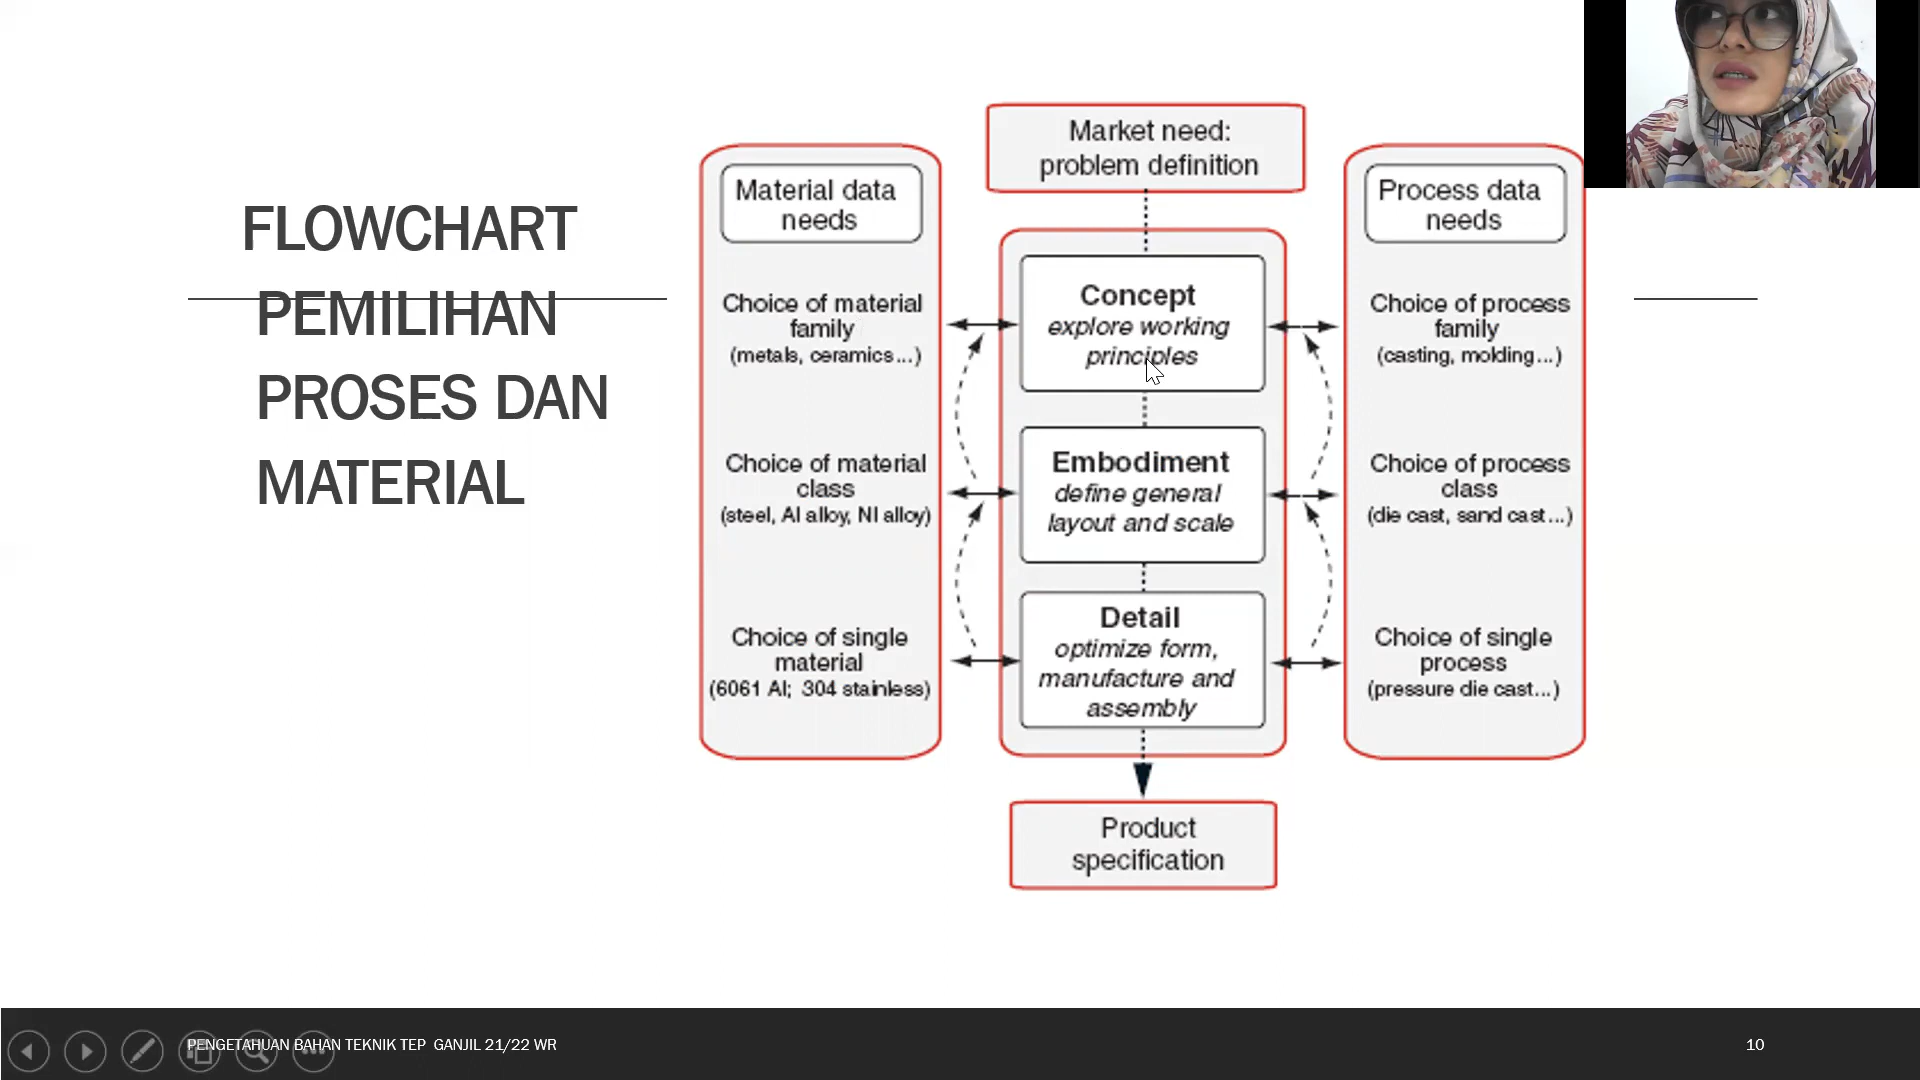 FLOWCHART
PEMILIHAN
PROSES DAN
MATERIAL
Market need:
problem definition
Material data
needs
Choice of material
family
(metals, ceramics...)
Choice of material
class
(steel, Al alloy, NI alloy)
Choice of single
material
(6061 Al; 304 stainless)
Concept
explore working
principles
Embodiment
define general
layout and scale
Detail
optimize form,
manufacture and
assembly
Product
specification
Process data
needs
Choice of process
family
(casting, molding...)
Choice of process
class
(die cast, sand cast...)
Choice of single
process
(pressure die cast...)
PENGETAHUAN BAHAN TEKNIK TEP GANJIL 21/22 WR
10